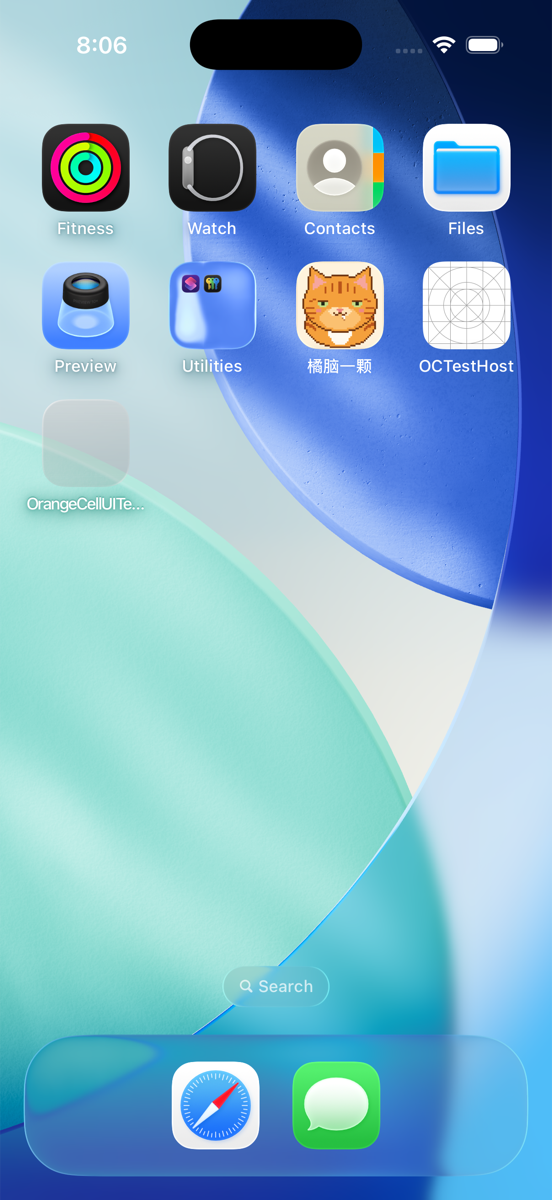 8:06
Fitness
Watch
Contacts
Files
Preview
Utilities
橘脑一颗
OCTestHost
OrangeCellUITe...
Search